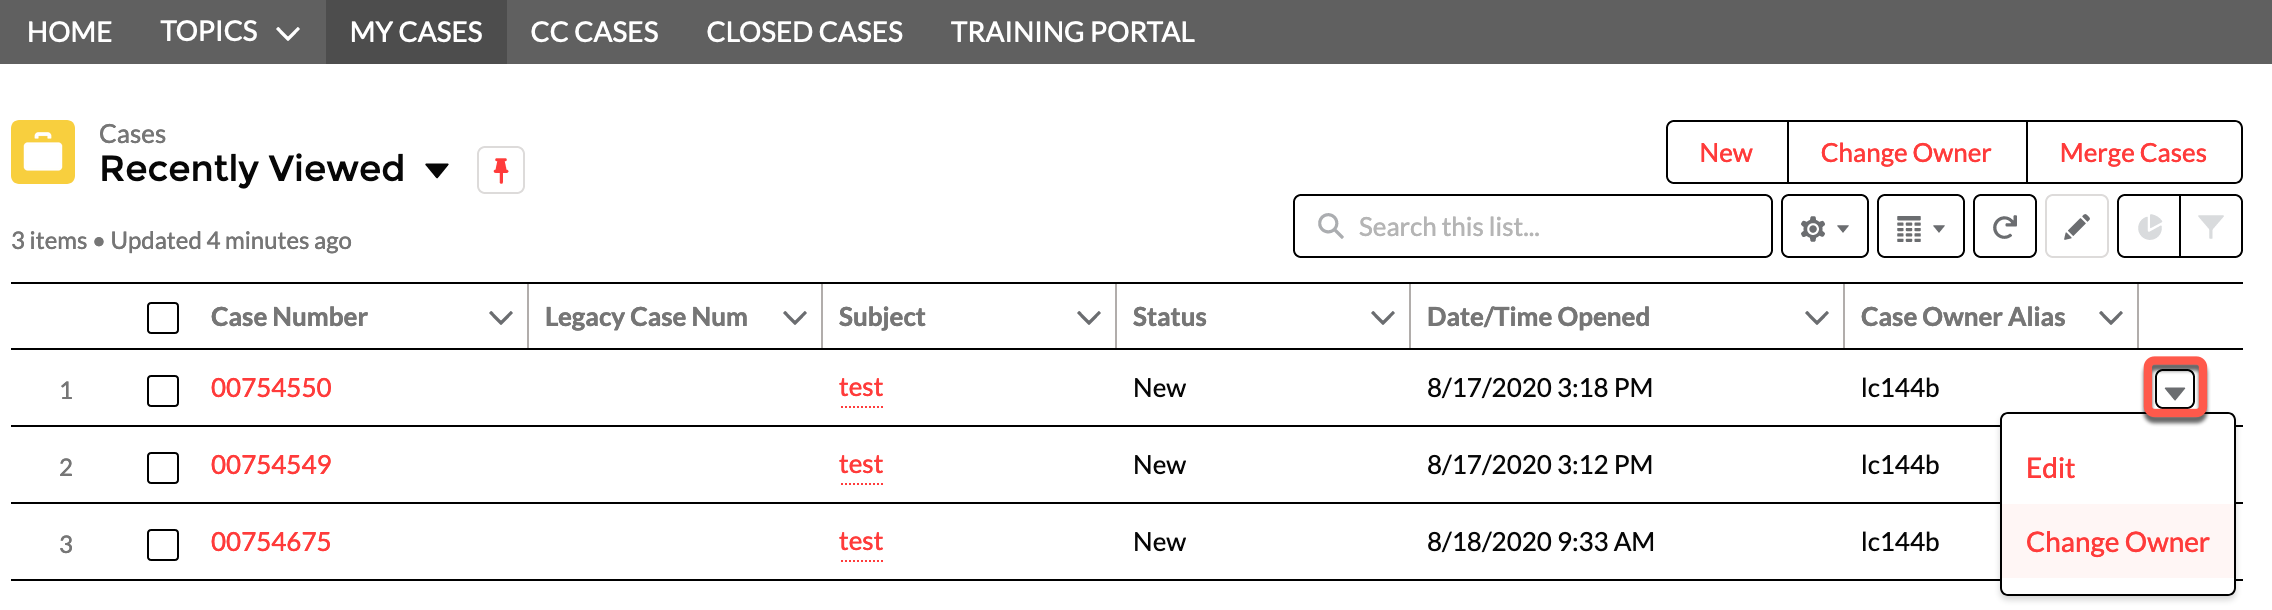 HOME TOPICS MY CASES CC CASES CLOSED CASES TRAINING PORTAL
Cases
Recently Viewed
New Change Owner Merge Cases
3 items • Updated 4 minutes ago
Search this list...
Case Number Legacy Case Num Subject Status Date/Time Opened Case Owner Alias
1 00754550 test New 8/17/2020 3:18 PM lc144b
2 00754549 test New 8/17/2020 3:12 PM lc144b
3 00754675 test New 8/18/2020 9:33 AM lc144b
Edit
Change Owner